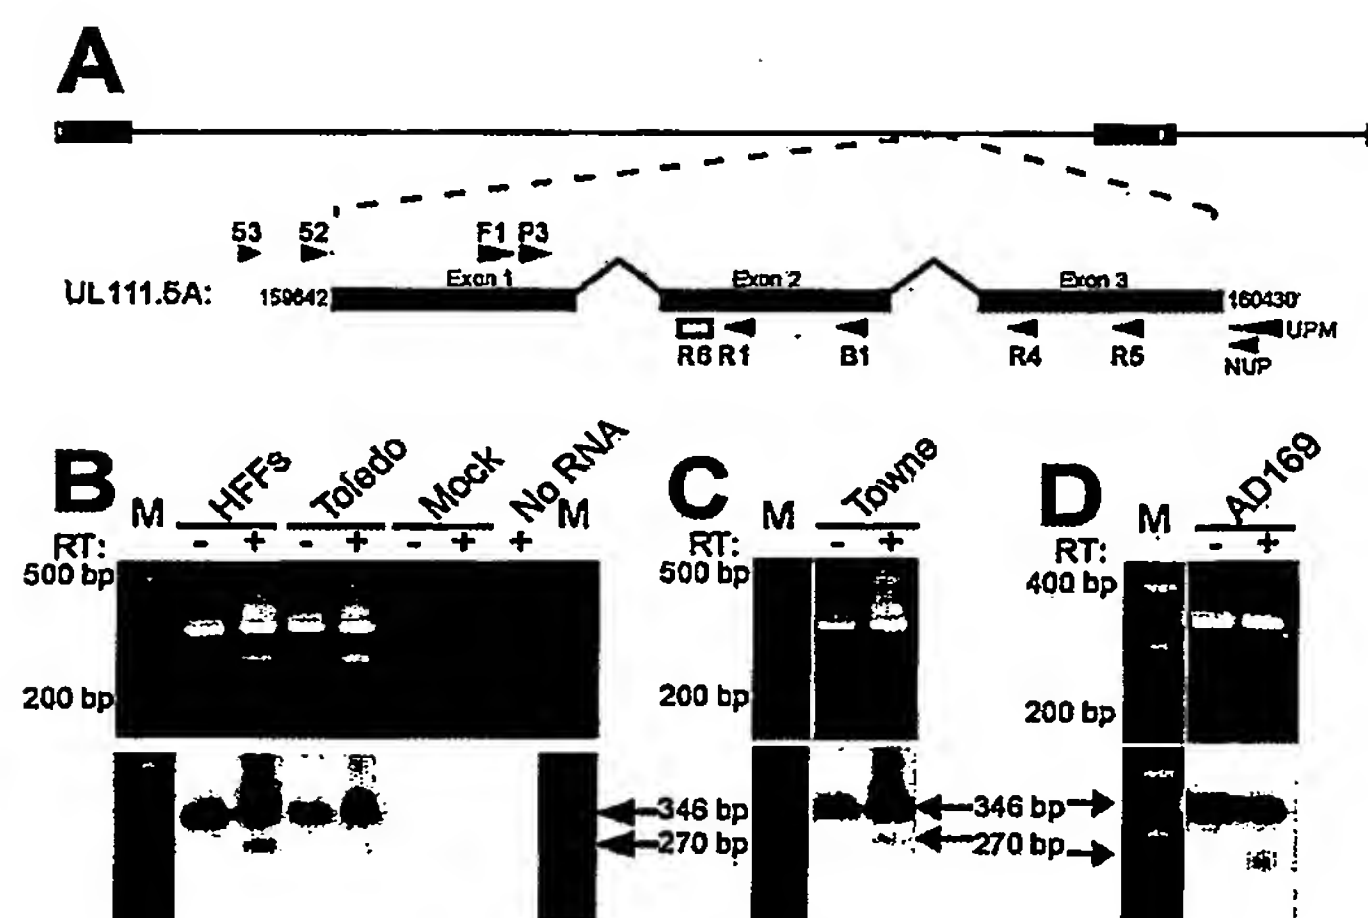 A
53 52 F1 P3
Exon 1 Exon 2 Exon 3
UL111.5A: 159642 160430
R6 R1 B1 R4 R5 UPM
NUP
B M HFFs Toledo Mock No RNA M
RT: - + - + - + +
500 bp
200 bp
346 bp
270 bp
C M Towne
RT: - +
500 bp
200 bp
346 bp
270 bp
D M AD169
RT: - +
400 bp
200 bp